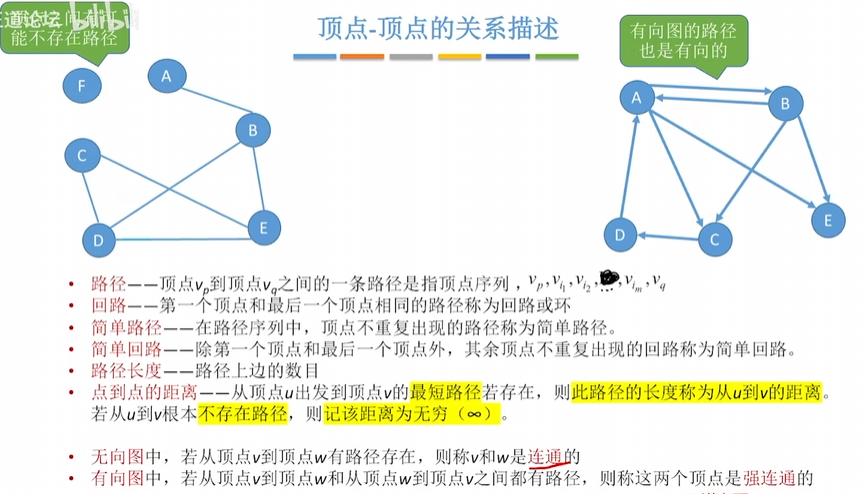 王道论坛 bilibili
能不存在路径
顶点-顶点的关系描述
有向图的路径
也是有向的
F
A
B
C
D
E
A
B
C
D
E
• 路径——顶点vp到顶点vq之间的一条路径是指顶点序列，vp,vi1,vi2,…,vim,vq
• 回路——第一个顶点和最后一个顶点相同的路径称为回路或环
• 简单路径——在路径序列中，顶点不重复出现的路径称为简单路径。
• 简单回路——除第一个顶点和最后一个顶点外，其余顶点不重复出现的回路称为简单回路。
• 路径长度——路径上边的数目
• 点到点的距离——从顶点u出发到顶点v的最短路径若存在，则此路径的长度称为从u到v的距离。
若从u到v根本不存在路径，则记该距离为无穷（∞）。
• 无向图中，若从顶点v到顶点w有路径存在，则称v和w是连通的
• 有向图中，若从顶点v到顶点w和从顶点w到顶点v之间都有路径，则称这两个顶点是强连通的